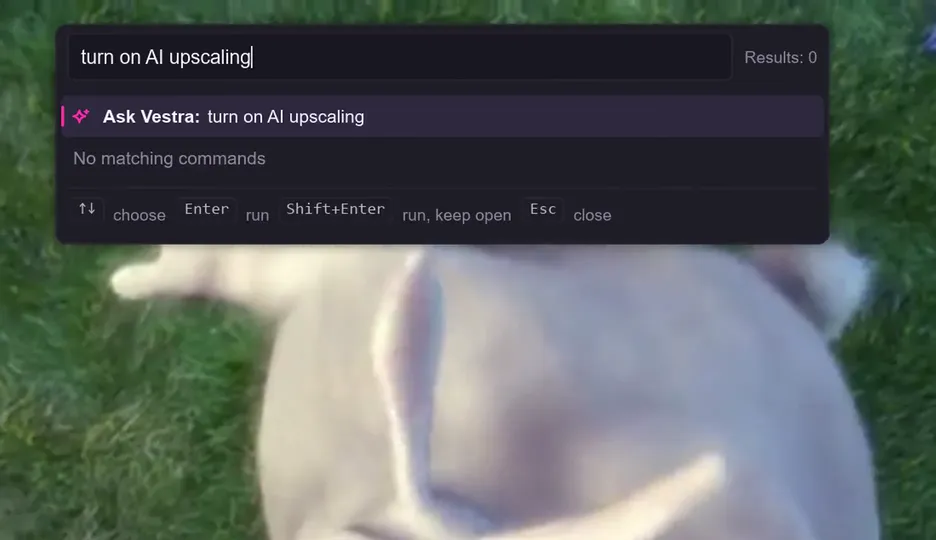 turn on AI upscaling
Results: 0
Ask Vestra: turn on AI upscaling
No matching commands
↑↓ choose Enter run Shift+Enter run, keep open Esc close